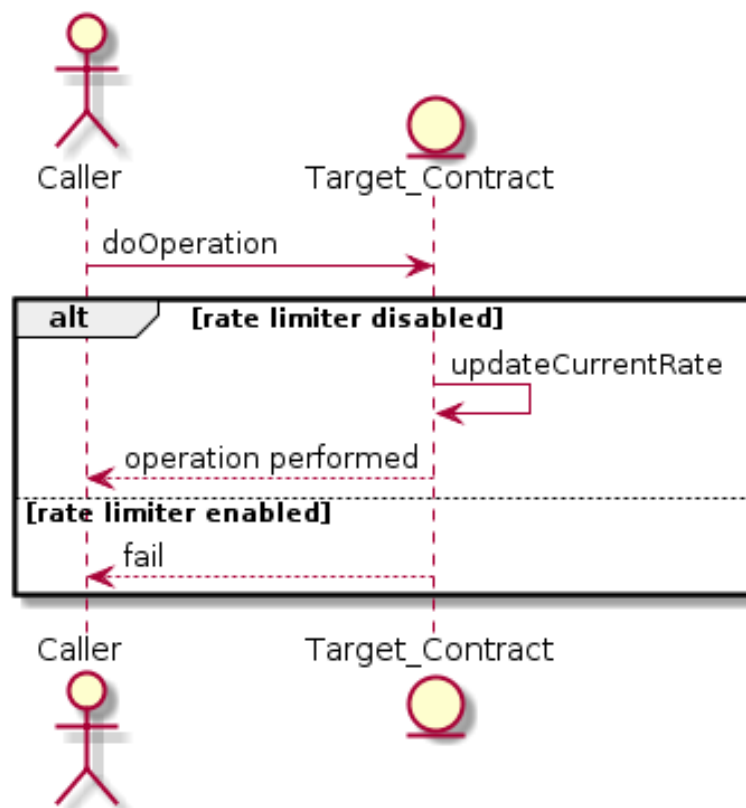 Caller
Target_Contract
doOperation
alt
[rate limiter disabled]
updateCurrentRate
operation performed
[rate limiter enabled]
fail
Caller
Target_Contract